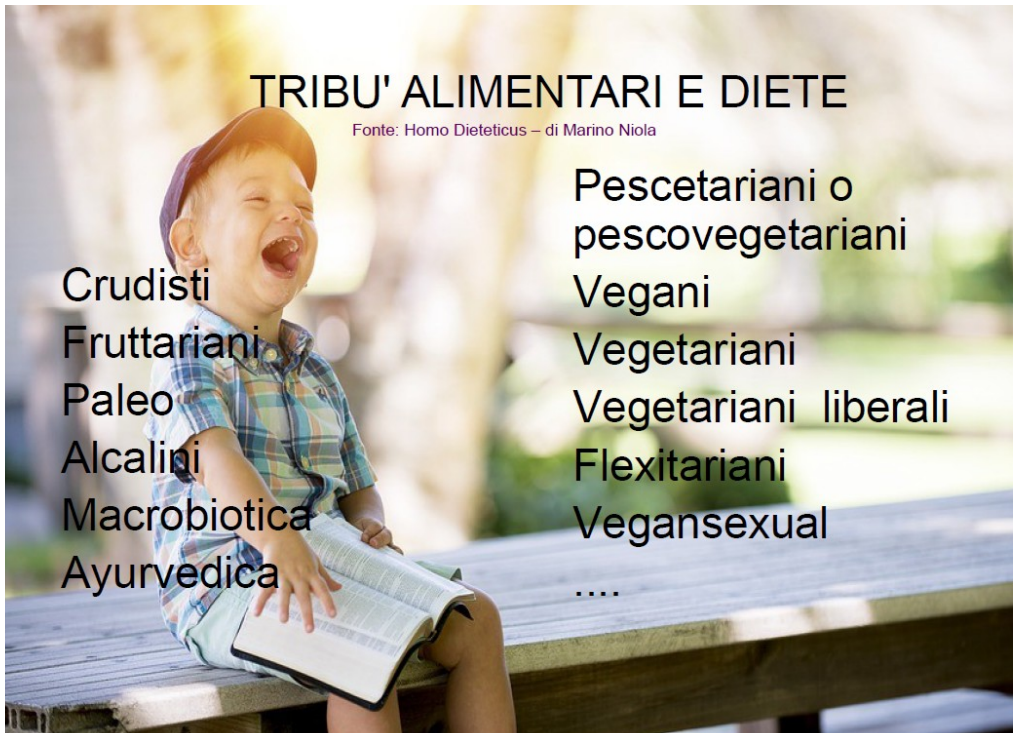 TRIBU' ALIMENTARI E DIETE
Fonte: Homo Dieteticus – di Marino Niola
Crudisti
Fruttariani
Paleo
Alcalini
Macrobiotica
Ayurvedica
Pescetariani o
pescovegetariani
Vegani
Vegetariani
Vegetariani liberali
Flexitariani
Vegansexual
....